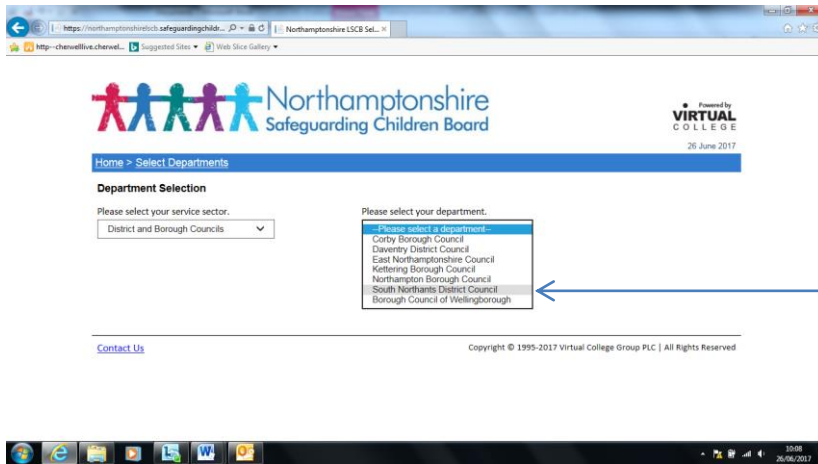 https://northamptonshirelscb.safeguardingchildr...
Northamptonshire LSCB Sel...
http--cherwelllive.cherwel...
Suggested Sites
Web Slice Gallery
Northamptonshire
Safeguarding Children Board
Powered by
VIRTUAL
COLLEGE
26 June 2017
Home > Select Departments
Department Selection
Please select your service sector.
Please select your department.
District and Borough Councils
--Please select a department--
Corby Borough Council
Daventry District Council
East Northamptonshire Council
Kettering Borough Council
Northampton Borough Council
South Northants District Council
Borough Council of Wellingborough
Contact Us
Copyright © 1995-2017 Virtual College Group PLC | All Rights Reserved
10:08
26/06/2017